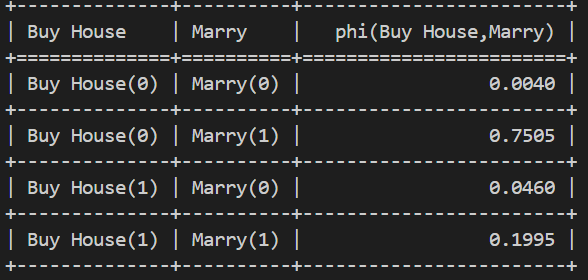 +--------------+----------+-------------------------+
| Buy House    | Marry    |    phi(Buy House,Marry) |
+==============+==========+=========================+
| Buy House(0) | Marry(0) |                  0.0040 |
+--------------+----------+-------------------------+
| Buy House(0) | Marry(1) |                  0.7505 |
+--------------+----------+-------------------------+
| Buy House(1) | Marry(0) |                  0.0460 |
+--------------+----------+-------------------------+
| Buy House(1) | Marry(1) |                  0.1995 |
+--------------+----------+-------------------------+